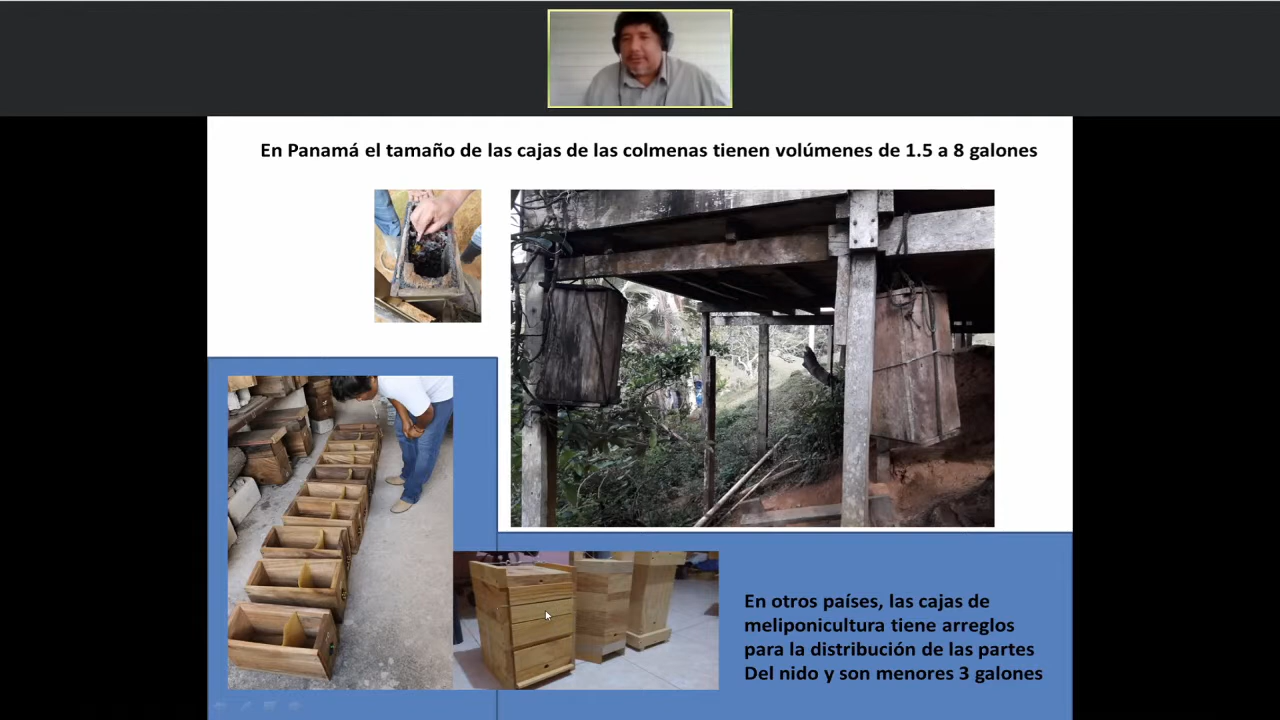 En Panamá el tamaño de las cajas de las colmenas tienen volúmenes de 1.5 a 8 galones
En otros países, las cajas de
meliponicultura tiene arreglos
para la distribución de las partes
Del nido y son menores 3 galones